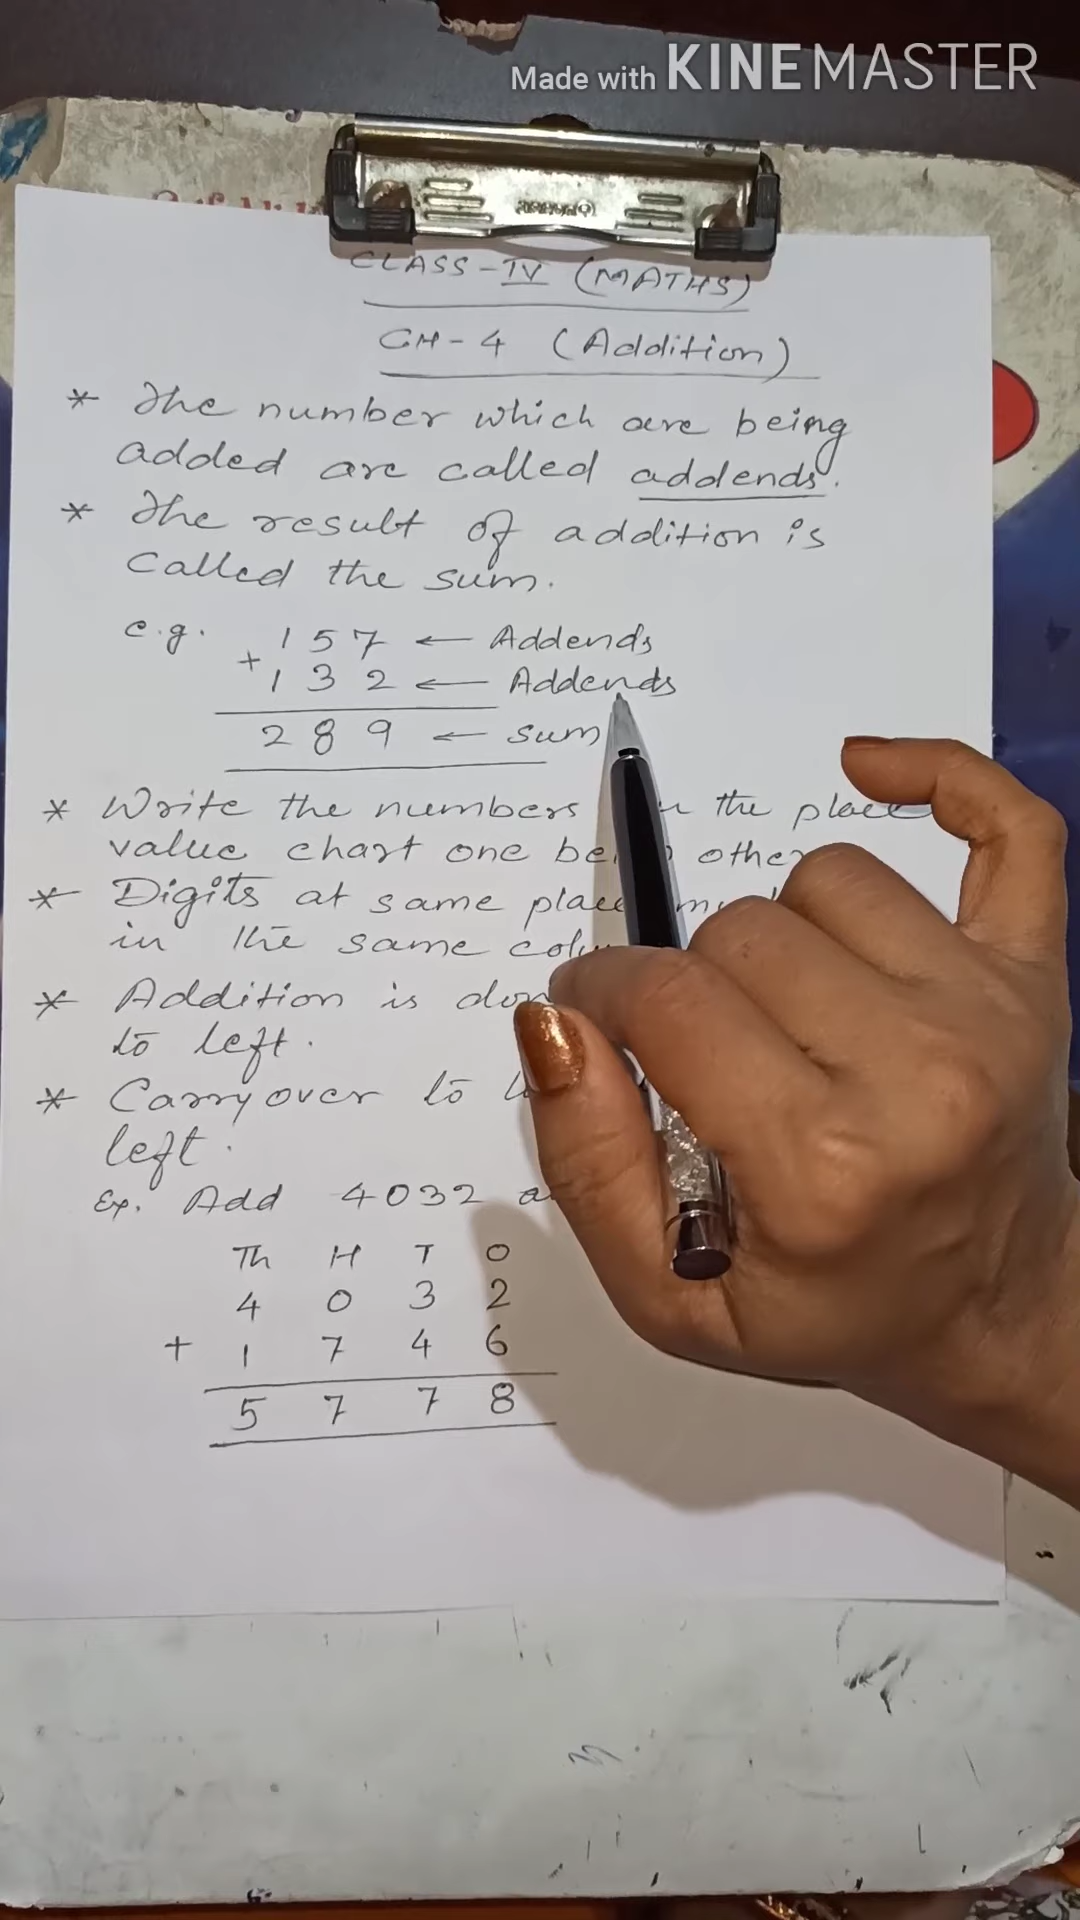 Made with KINEMASTER
CLASS-IV (MATHS)
CH-4 (Addition)
* The number which are being
added are called addends.
* The result of addition is
called the sum.
e.g. 157 ← Addends
+ 132 ← Addends
289 ← Sum
* Write the numbers the place
value chart one other
* Digits at same place
in the same
* Addition is
to left.
* Carryover to
left.
Ex. Add 4032
Th H T O
4 0 3 2
+ 1 7 4 6
5 7 7 8